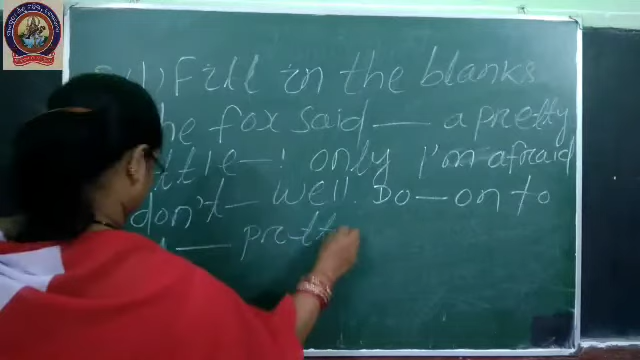 Fill in the blanks
he fox said — a pretty
ttle — ! only I'm afraid
don't — well. Do — on to
— prett